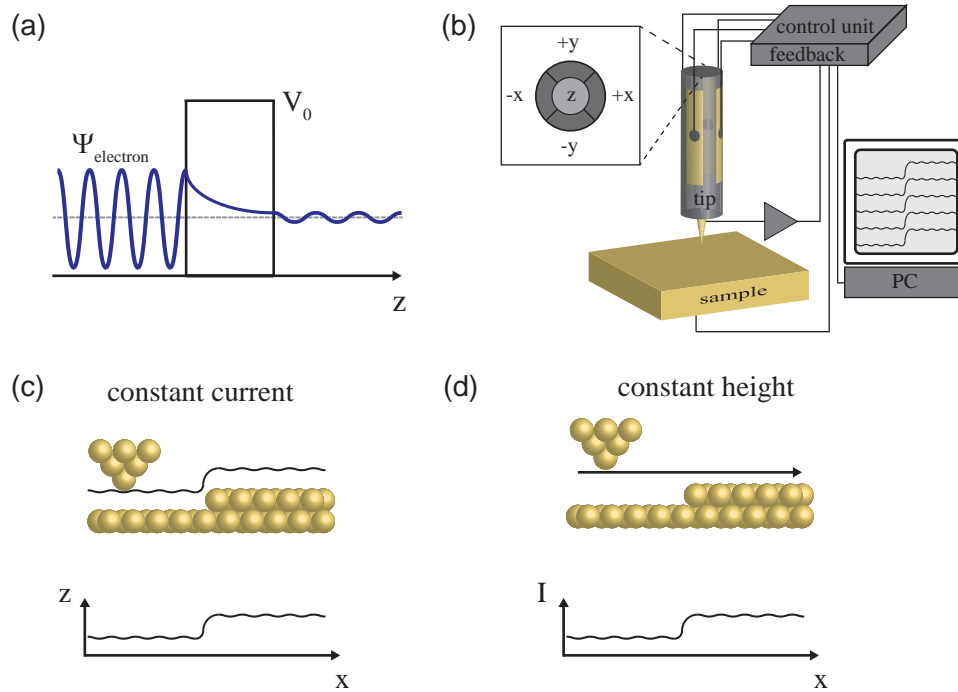 (a)
V₀
Ψelectron
z
(b)
+y
-x
z
+x
-y
control unit
feedback
tip
sample
PC
(c)
constant current
z
x
(d)
constant height
I
x